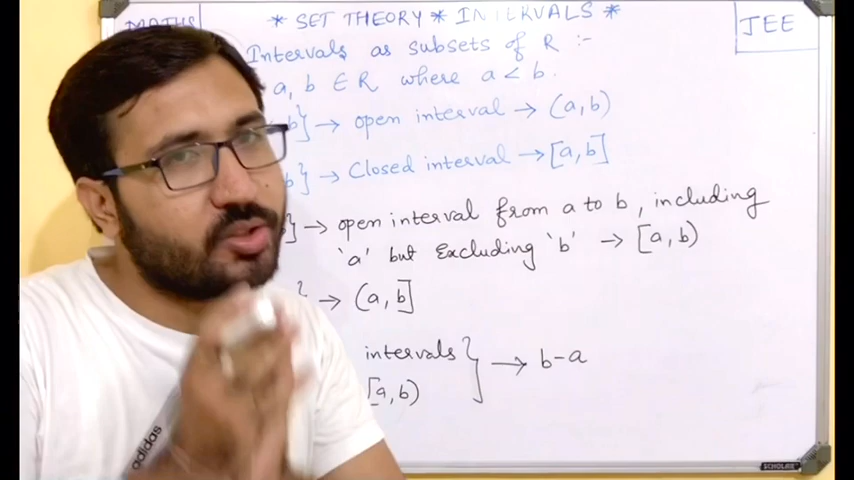 MATHS
* SET THEORY * INTERVALS *
JEE
Intervals as subsets of R :-
a, b ∈ R where a < b.
b} → open interval → (a, b)
b} → Closed interval → [a, b]
b} → open interval from a to b, including
'a' but Excluding 'b' → [a, b)
} → (a, b]
intervals } → b-a
[a, b)
adidas
SCHOLAR